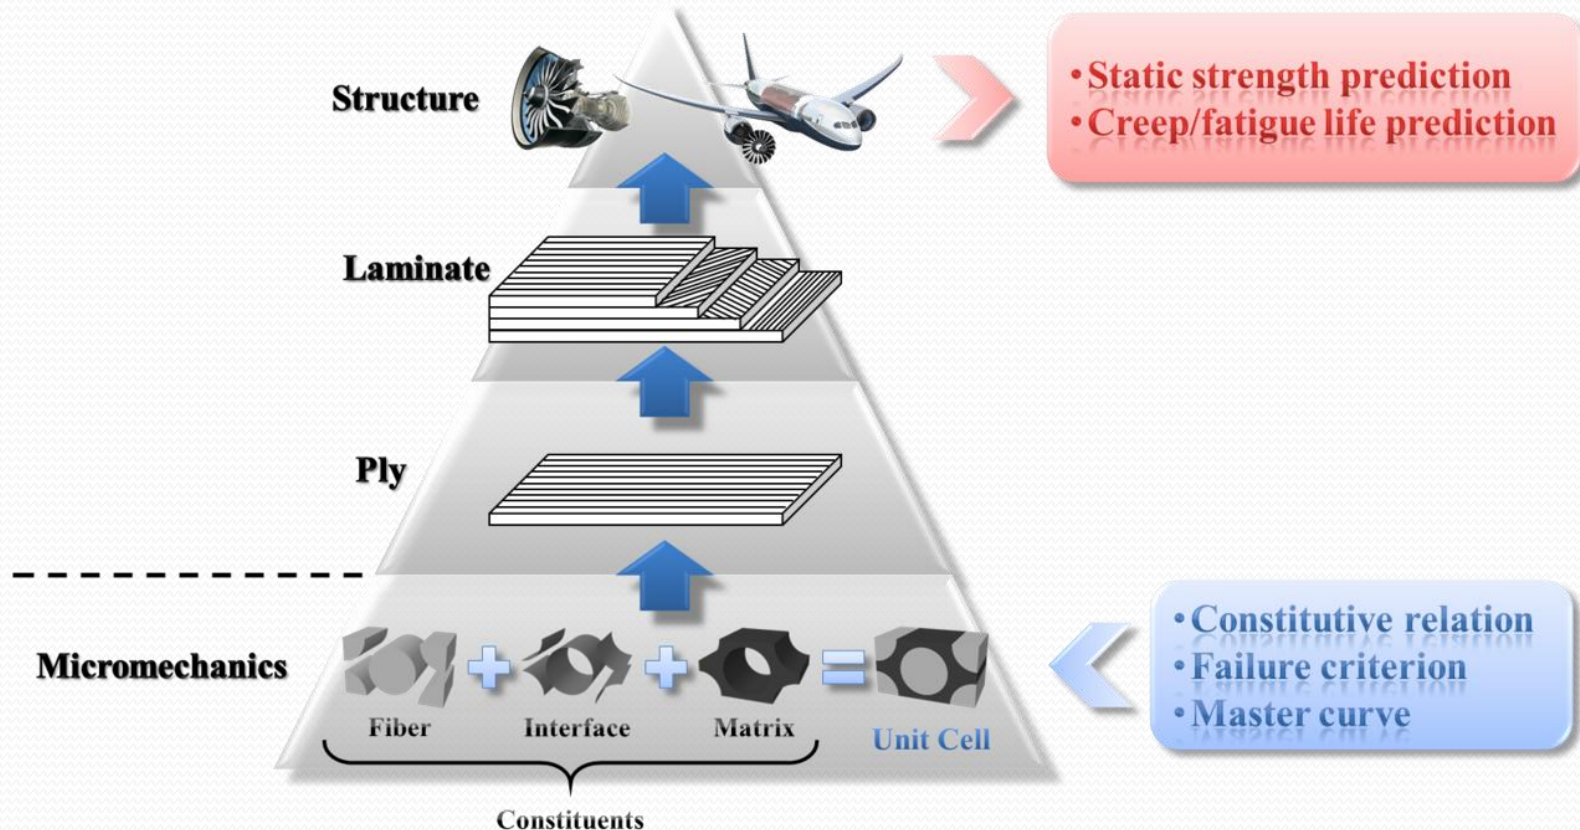 Structure
• Static strength prediction
• Creep/fatigue life prediction
Laminate
Ply
Micromechanics
Fiber
Interface
Matrix
Unit Cell
Constituents
• Constitutive relation
• Failure criterion
• Master curve